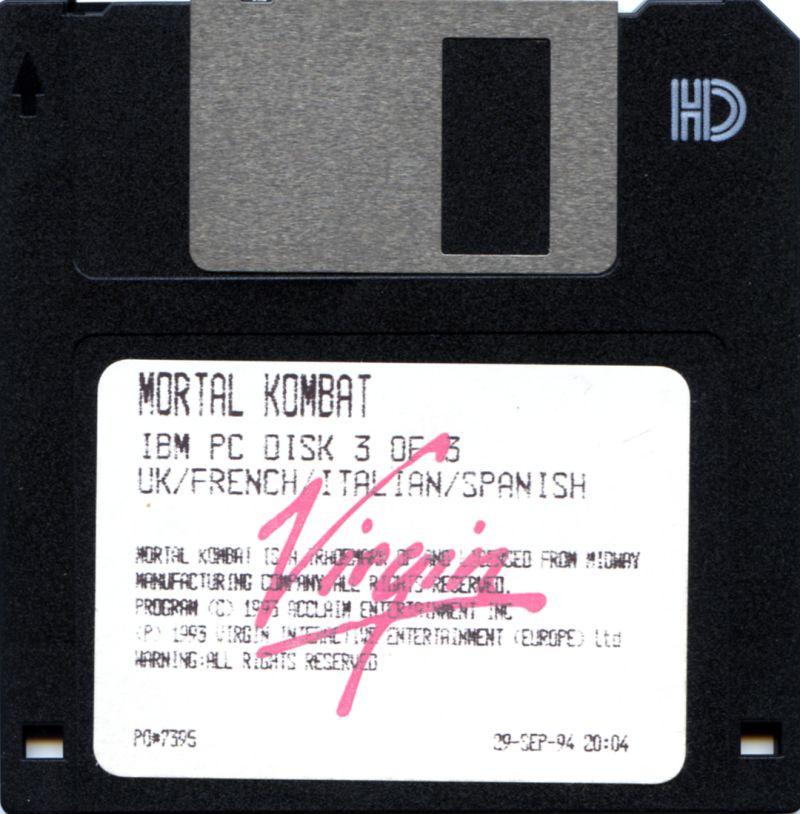 HD
MORTAL KOMBAT
IBM PC DISK 3 OF 3
UK/FRENCH/ITALIAN/SPANISH
Virgin
MORTAL KOMBAT IS A TRADEMARK OF AND LICENCED FROM MIDWAY
MANUFACTURING COMPANY ALL RIGHTS RESERVED.
PROGRAM (C) 1993 ACCLAIM ENTERTAINMENT INC
(P) 1993 VIRGIN INTERACTIVE ENTERTAINMENT (EUROPE) Ltd
WARNING:ALL RIGHTS RESERVED
PO#7395
-SEP-94 20:04